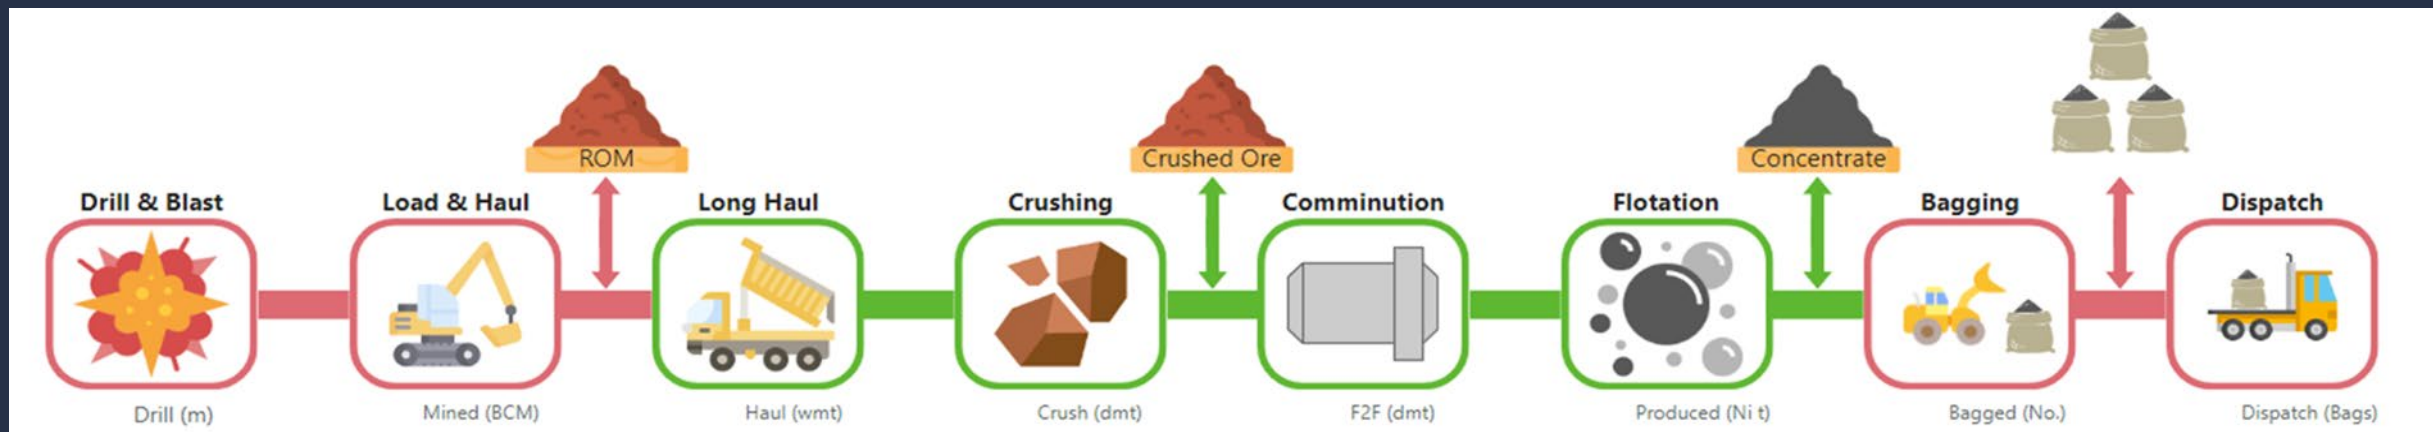 ROM
Crushed Ore
Concentrate
Drill & Blast
Load & Haul
Long Haul
Crushing
Comminution
Flotation
Bagging
Dispatch
Drill (m)
Mined (BCM)
Haul (wmt)
Crush (dmt)
F2F (dmt)
Produced (Ni t)
Bagged (No.)
Dispatch (Bags)